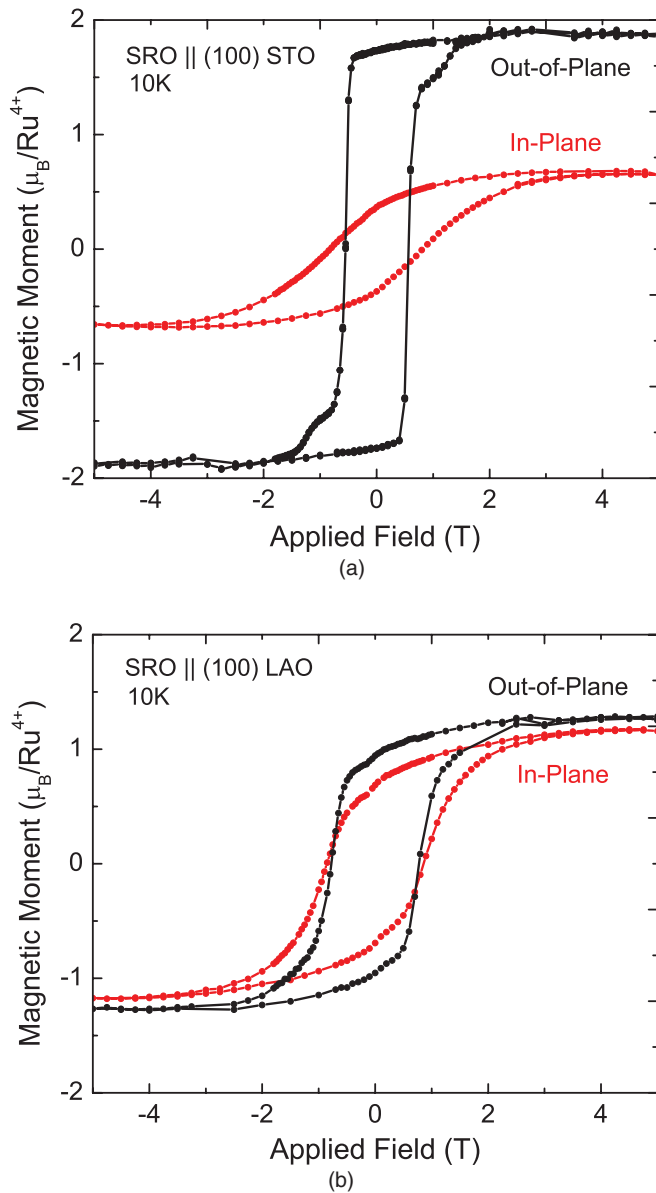 SRO || (100) STO
10K
Out-of-Plane
In-Plane
2
1
0
-1
-2
Magnetic Moment (μB/Ru4+)
-4 -2 0 2 4
Applied Field (T)
(a)
SRO || (100) LAO
10K
Out-of-Plane
In-Plane
2
1
0
-1
-2
Magnetic Moment (μB/Ru4+)
-4 -2 0 2 4
Applied Field (T)
(b)